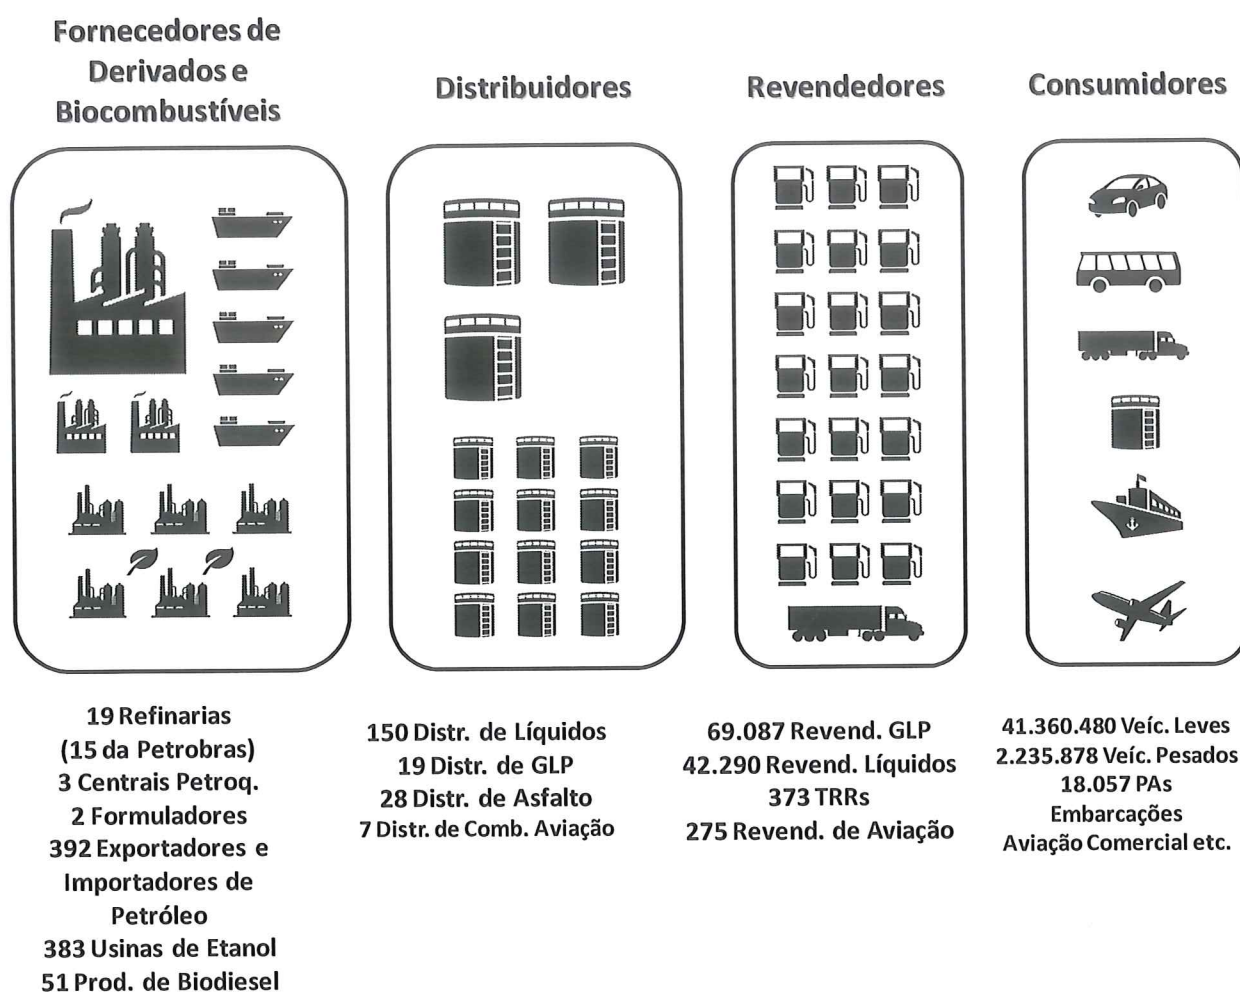 Fornecedores de
Derivados e
Biocombustíveis
Distribuidores
Revendedores
Consumidores
19 Refinarias
(15 da Petrobras)
3 Centrais Petroq.
2 Formuladores
392 Exportadores e
Importadores de
Petróleo
383 Usinas de Etanol
51 Prod. de Biodiesel
150 Distr. de Líquidos
19 Distr. de GLP
28 Distr. de Asfalto
7 Distr. de Comb. Aviação
69.087 Revend. GLP
42.290 Revend. Líquidos
373 TRRs
275 Revend. de Aviação
41.360.480 Veíc. Leves
2.235.878 Veíc. Pesados
18.057 PAs
Embarcações
Aviação Comercial etc.